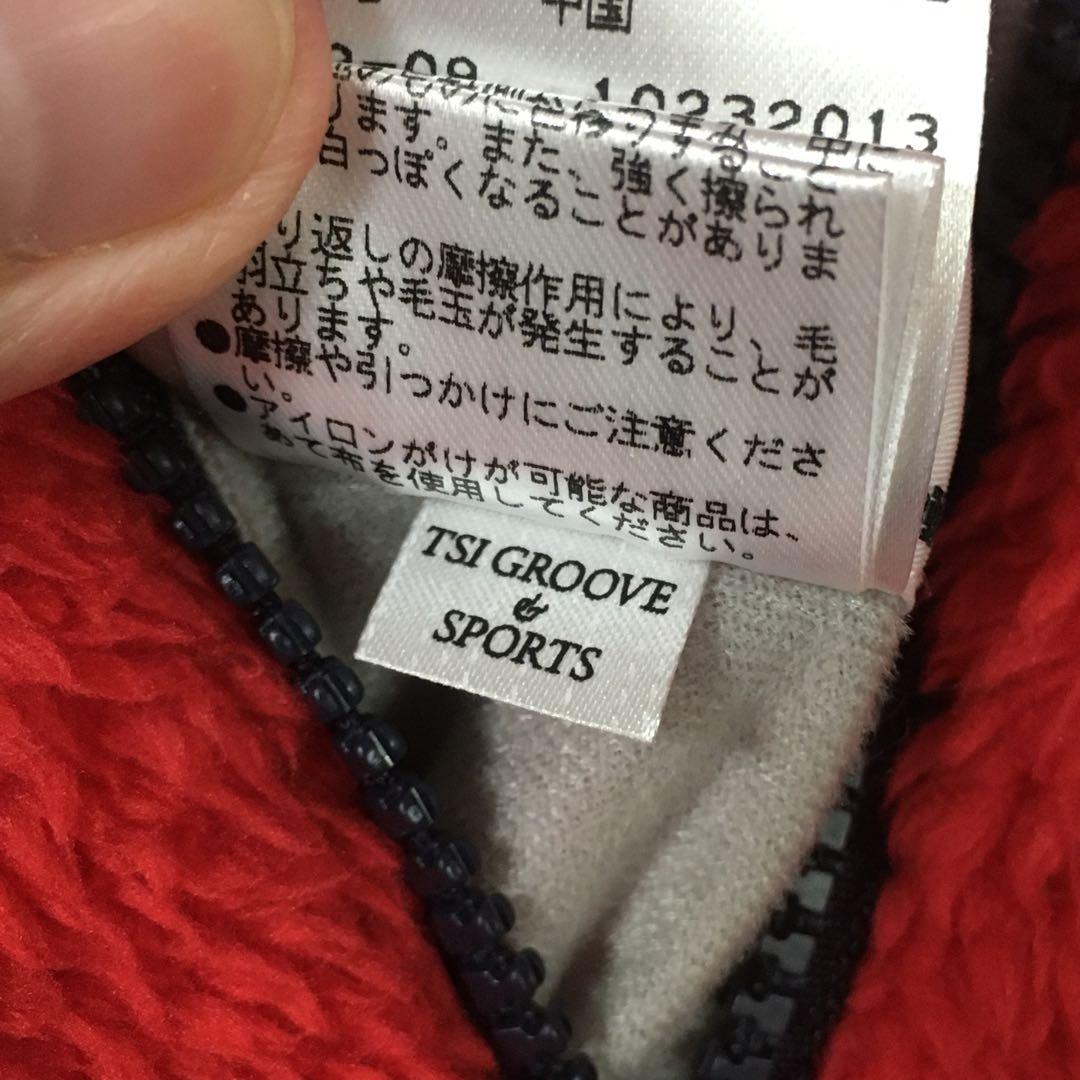 中国
-09 10232013
ります。また、強く擦られま
白っぽくなることがあり
り返しの摩擦作用により、毛
羽立ちや毛玉が発生することが
あります。
●摩擦や引つかけにご注意くださ
い。
●アイロンがけが可能な商品は、
あて布を使用してください。
TSI GROOVE
&
SPORTS